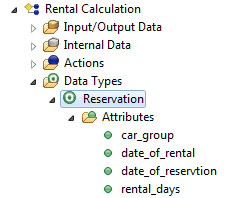 Rental Calculation
Input/Output Data
Internal Data
Actions
Data Types
Reservation
Attributes
car_group
date_of_rental
date_of_reservtion
rental_days